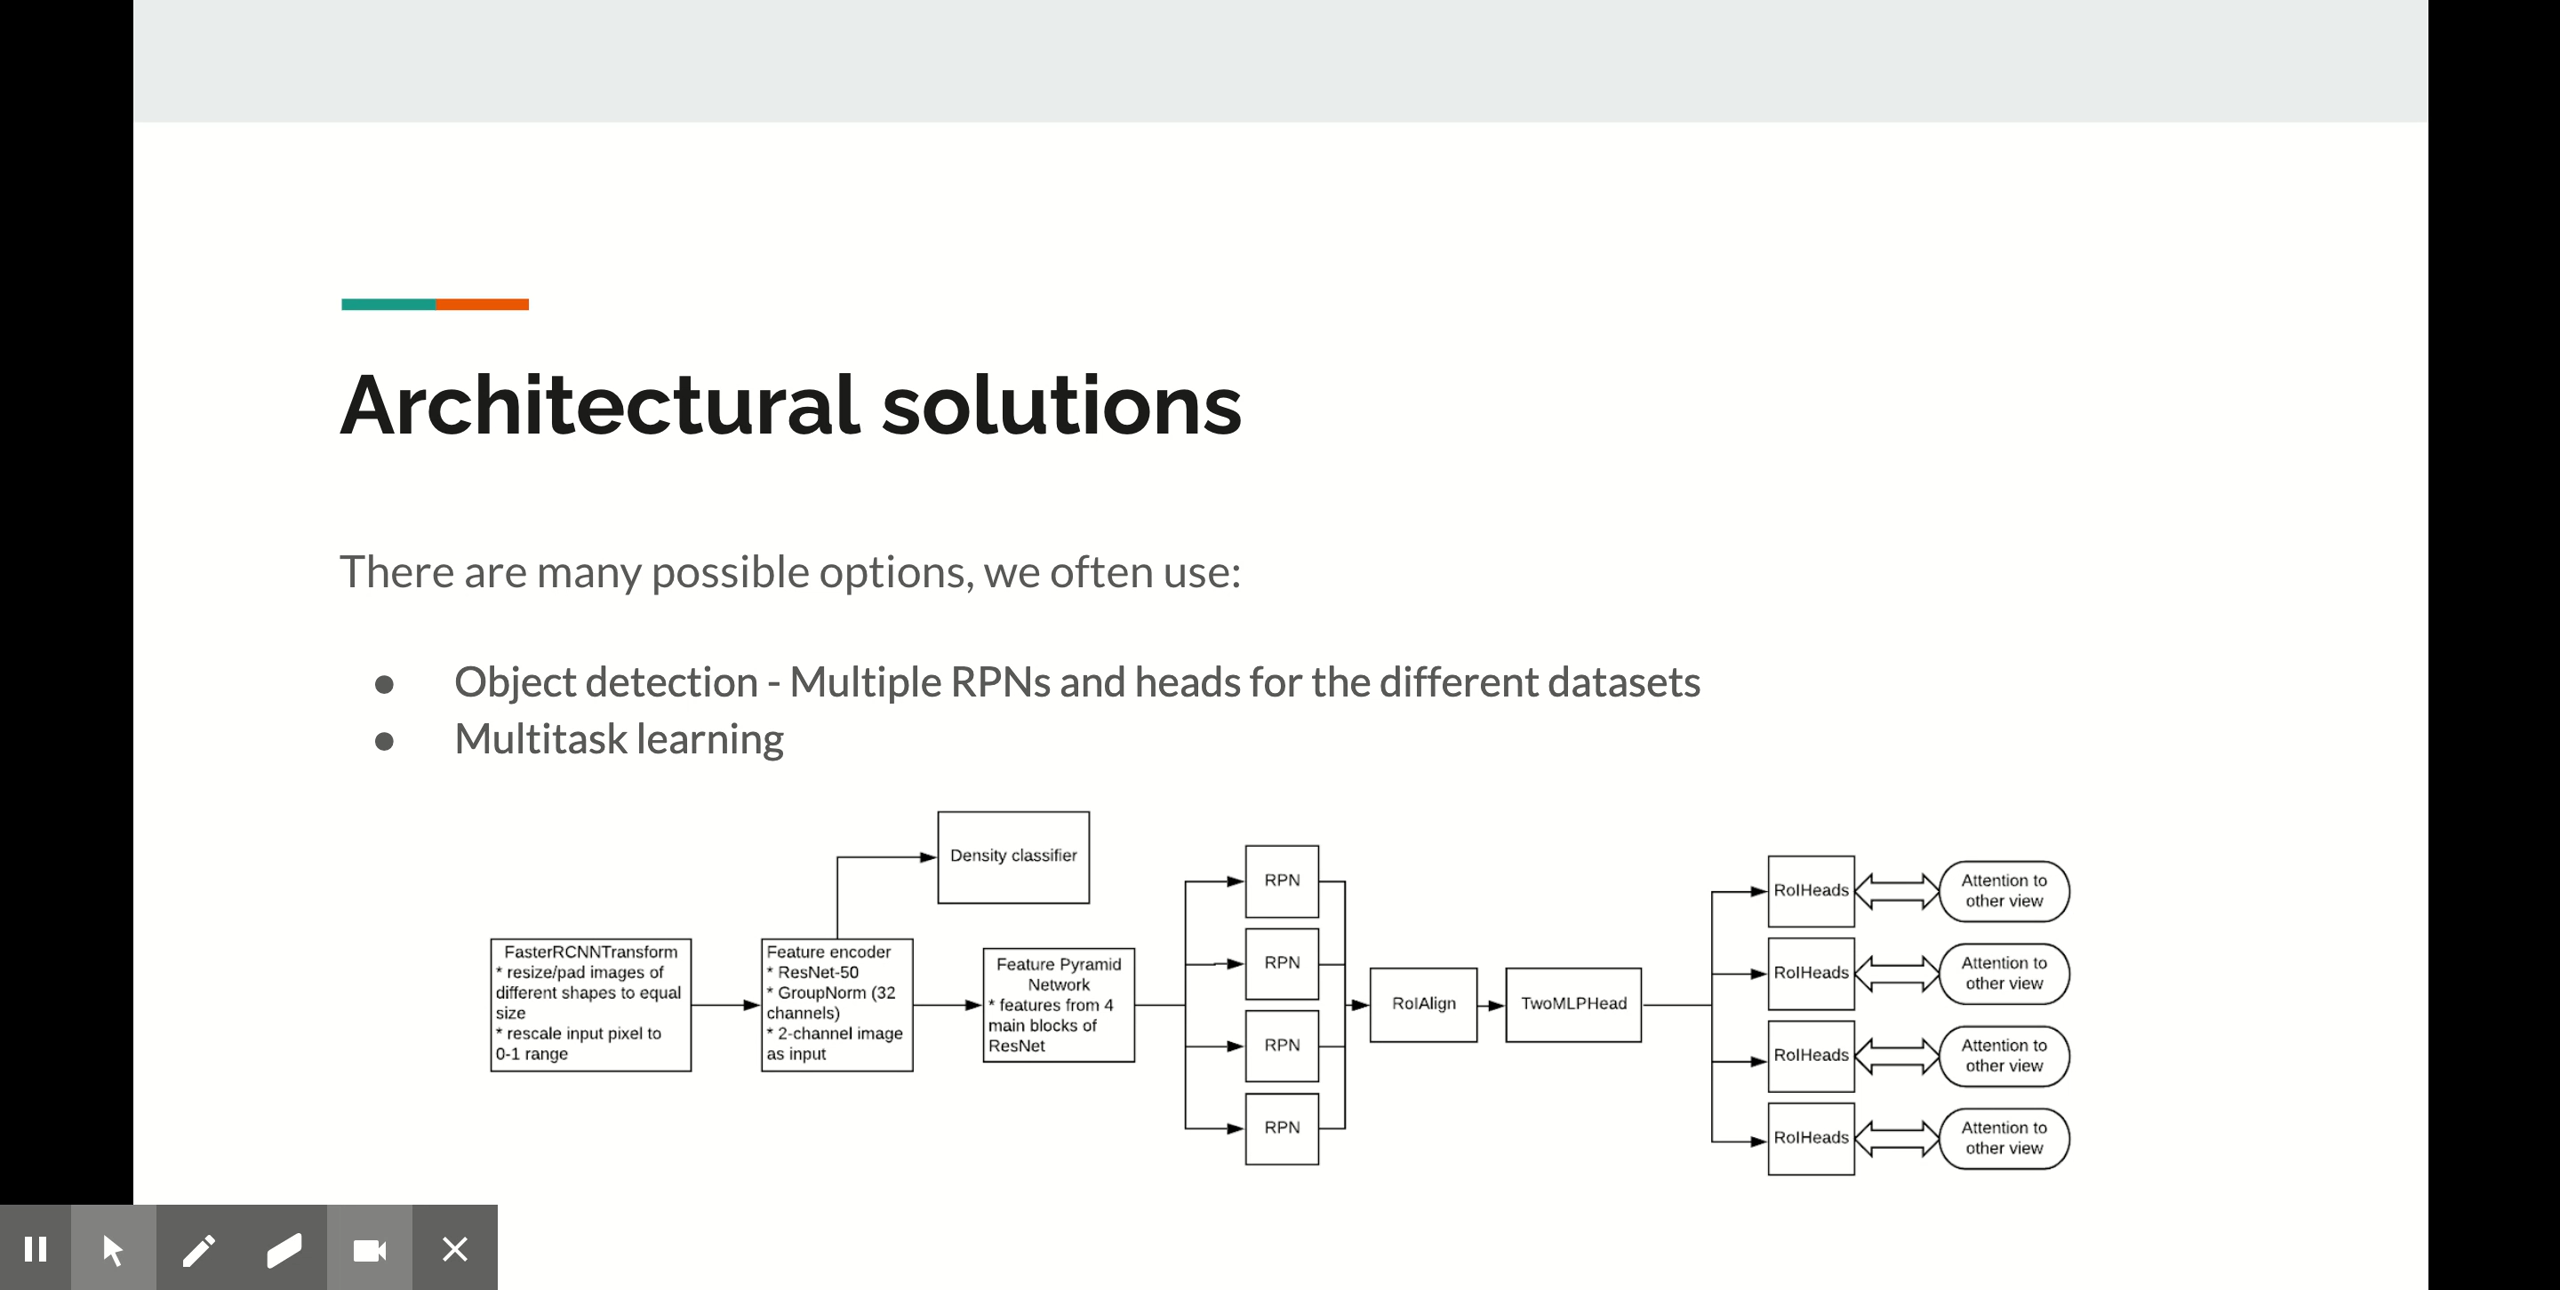 Architectural solutions
There are many possible options, we often use:
● Object detection - Multiple RPNs and heads for the different datasets
● Multitask learning
Density classifier
FasterRCNNTransform
* resize/pad images of
different shapes to equal
size
* rescale input pixel to
0-1 range
Feature encoder
* ResNet-50
* GroupNorm (32
channels)
* 2-channel image
as input
Feature Pyramid
Network
* features from 4
main blocks of
ResNet
RPN
RPN
RPN
RPN
RoIAlign
TwoMLPHead
RoIHeads
Attention to
other view
RoIHeads
Attention to
other view
RoIHeads
Attention to
other view
RoIHeads
Attention to
other view